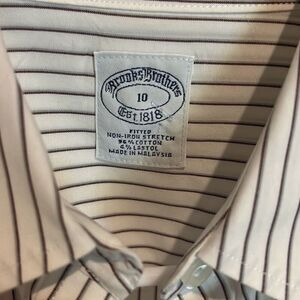 Brooks Brothers
10
Est. 1818
FITTED
NON-IRON STRETCH
96% COTTON
4% LASTOL
MADE IN MALAYSIA